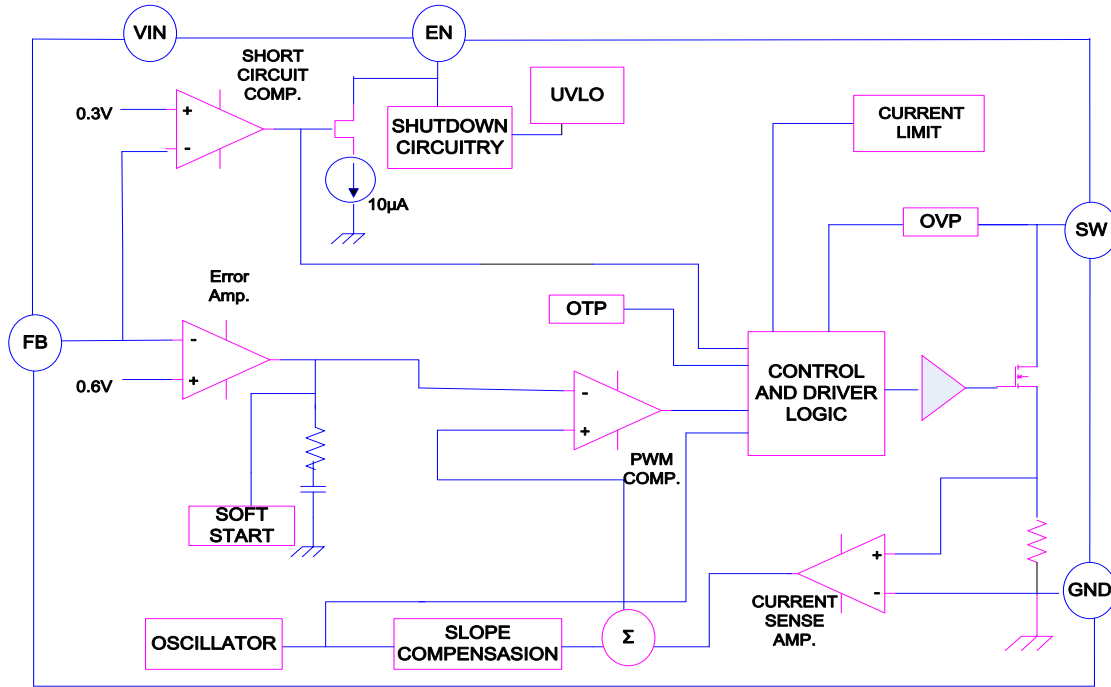 VIN
EN
SHORT
CIRCUIT
COMP.
UVLO
0.3V
+
-
SHUTDOWN
CIRCUITRY
CURRENT
LIMIT
10µA
OVP
SW
Error
Amp.
OTP
FB
-
+
0.6V
CONTROL
AND DRIVER
LOGIC
-
+
PWM
COMP.
SOFT
START
+
-
CURRENT
SENSE
AMP.
GND
OSCILLATOR
SLOPE
COMPENSASION
Σ